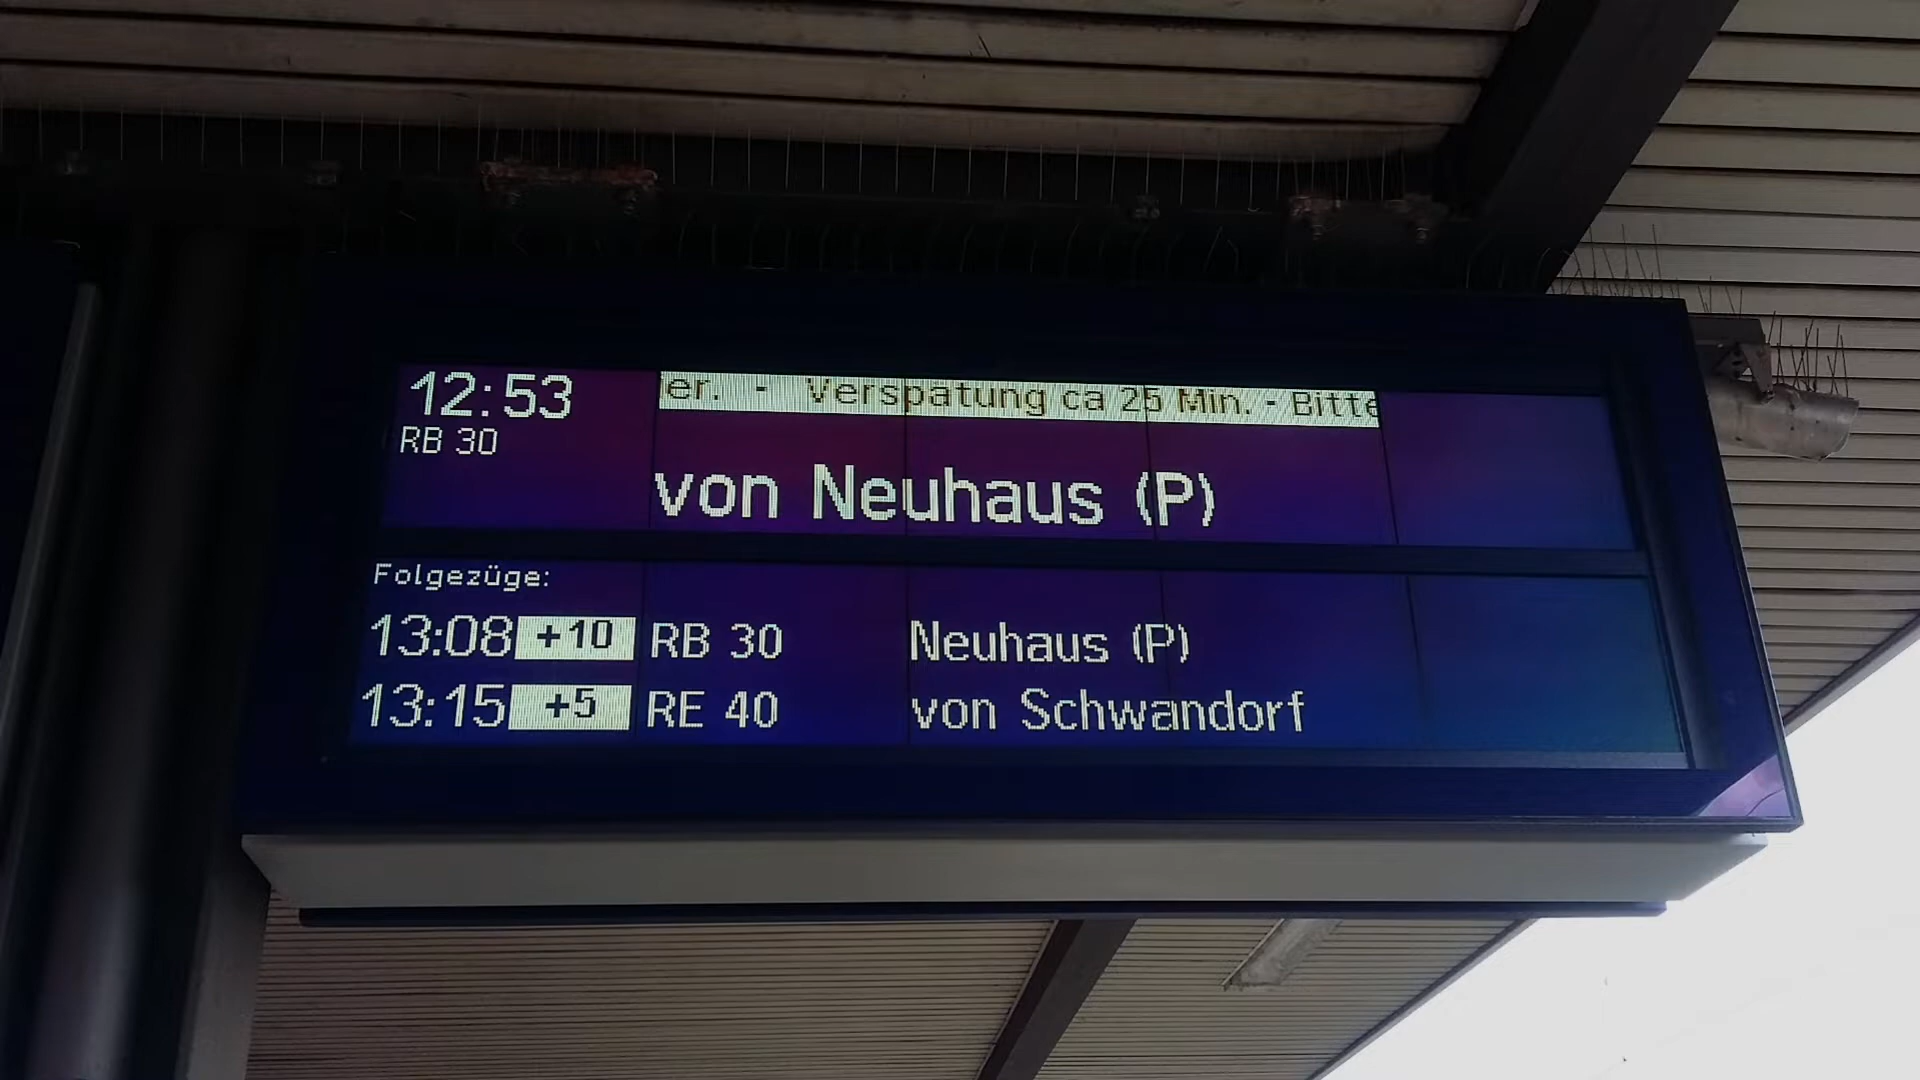 12:53
er. - Verspätung ca 25 Min. - Bitte
RB 30
von Neuhaus (P)
Folgezüge:
13:08 +10 RB 30 Neuhaus (P)
13:15 +5 RE 40 von Schwandorf